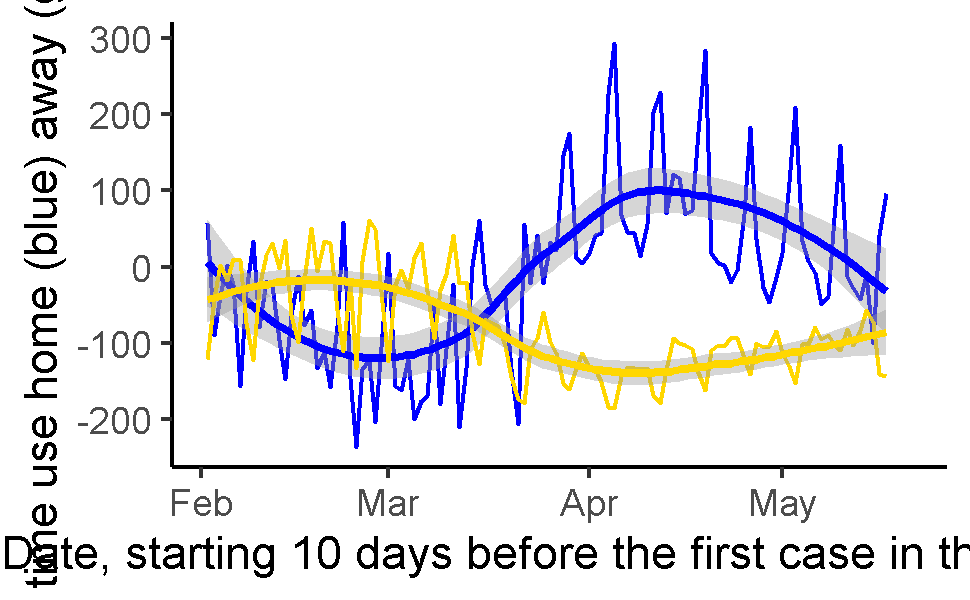 time use home (blue) away (
300
200
100
0
-100
-200
Feb Mar Apr May
Date, starting 10 days before the first case in th